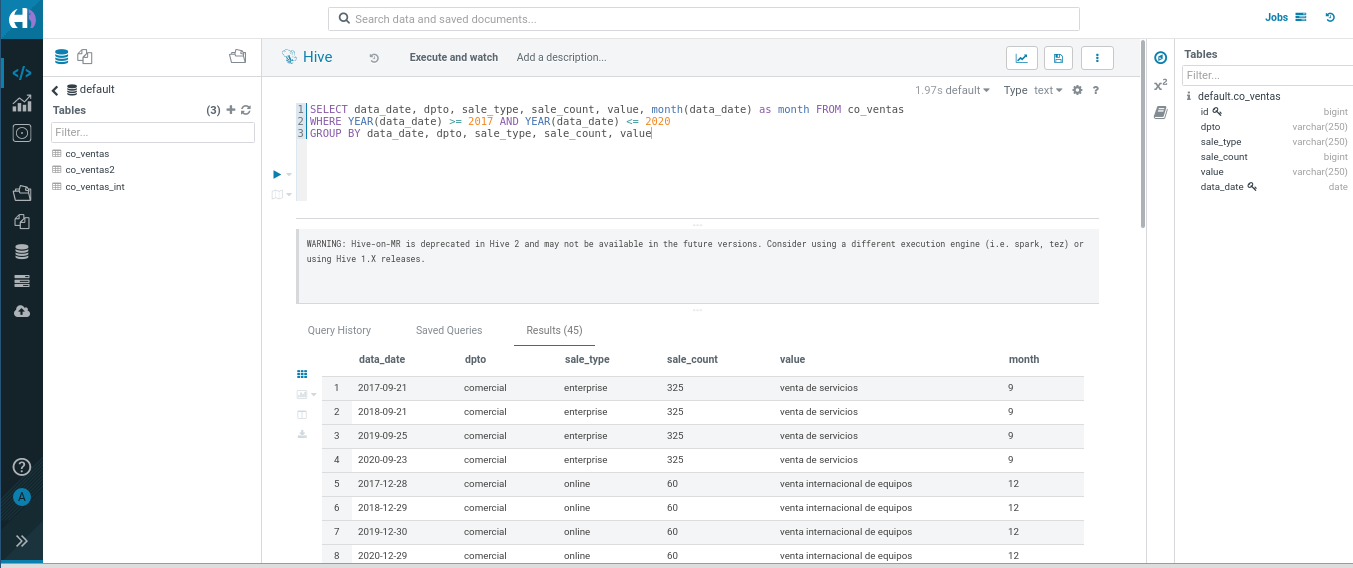 Search data and saved documents...
Jobs
default
Tables (3)
Filter...
co_ventas
co_ventas2
co_ventas_int
A
Hive
Execute and watch Add a description...
1.97s default Type text ?
1 SELECT data_date, dpto, sale_type, sale_count, value, month(data_date) as month FROM co_ventas
2 WHERE YEAR(data_date) >= 2017 AND YEAR(data_date) <= 2020
3 GROUP BY data_date, dpto, sale_type, sale_count, value
WARNING: Hive-on-MR is deprecated in Hive 2 and may not be available in the future versions. Consider using a different execution engine (i.e. spark, tez) or
using Hive 1.X releases.
Query History Saved Queries Results (45)
data_date dpto sale_type sale_count value month
1 2017-09-21 comercial enterprise 325 venta de servicios 9
2 2018-09-21 comercial enterprise 325 venta de servicios 9
3 2019-09-25 comercial enterprise 325 venta de servicios 9
4 2020-09-23 comercial enterprise 325 venta de servicios 9
5 2017-12-28 comercial online 60 venta internacional de equipos 12
6 2018-12-29 comercial online 60 venta internacional de equipos 12
7 2019-12-30 comercial online 60 venta internacional de equipos 12
8 2020-12-29 comercial online 60 venta internacional de equipos 12
x²
Tables
Filter...
default.co_ventas
id bigint
dpto varchar(250)
sale_type varchar(250)
sale_count bigint
value varchar(250)
data_date date